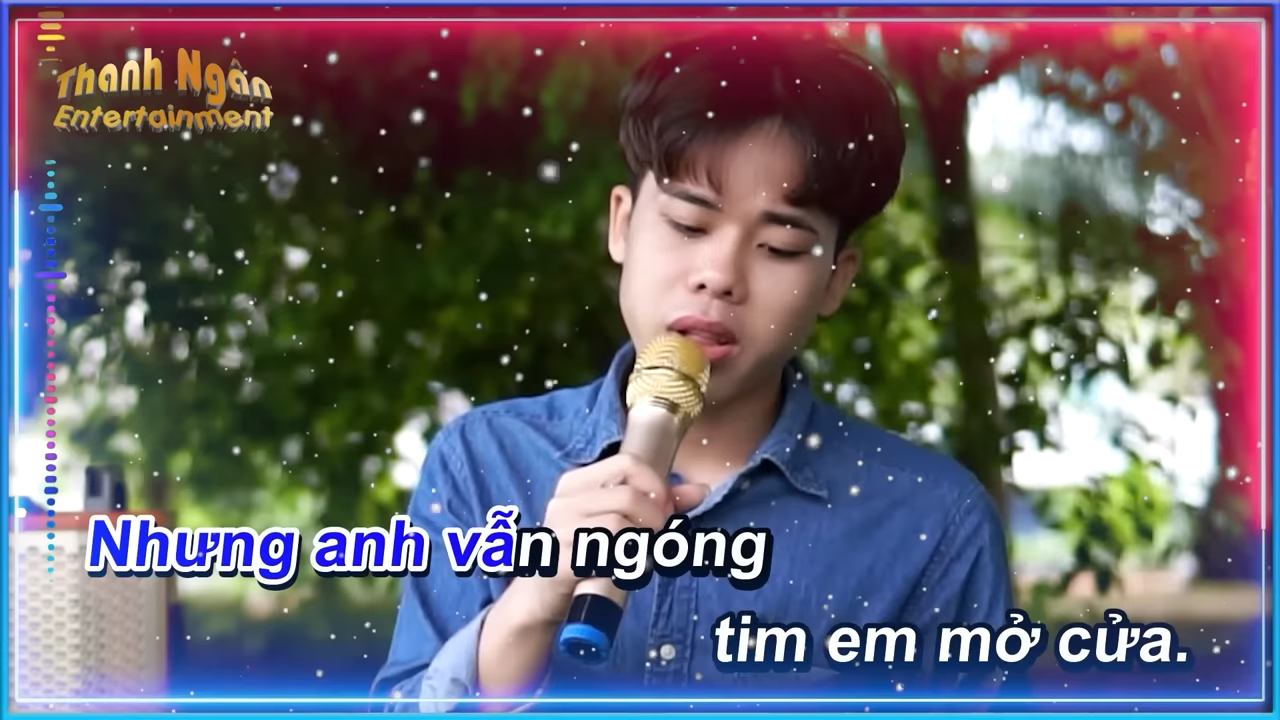 Thanh Ngân
Entertainment
Nhưng anh vẫn ngóng
tim em mở cửa.